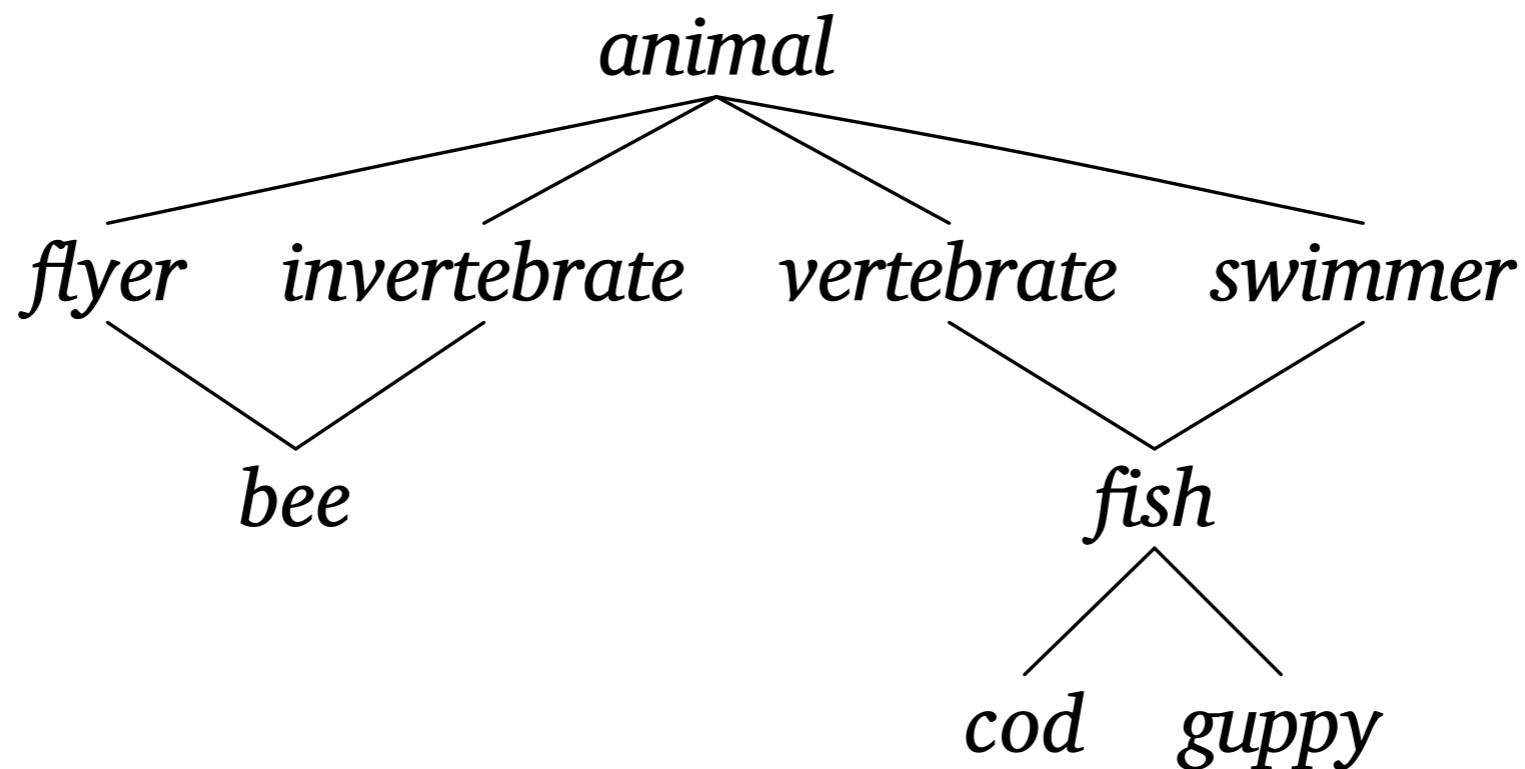 animal
flyer invertebrate vertebrate swimmer
bee fish
cod guppy